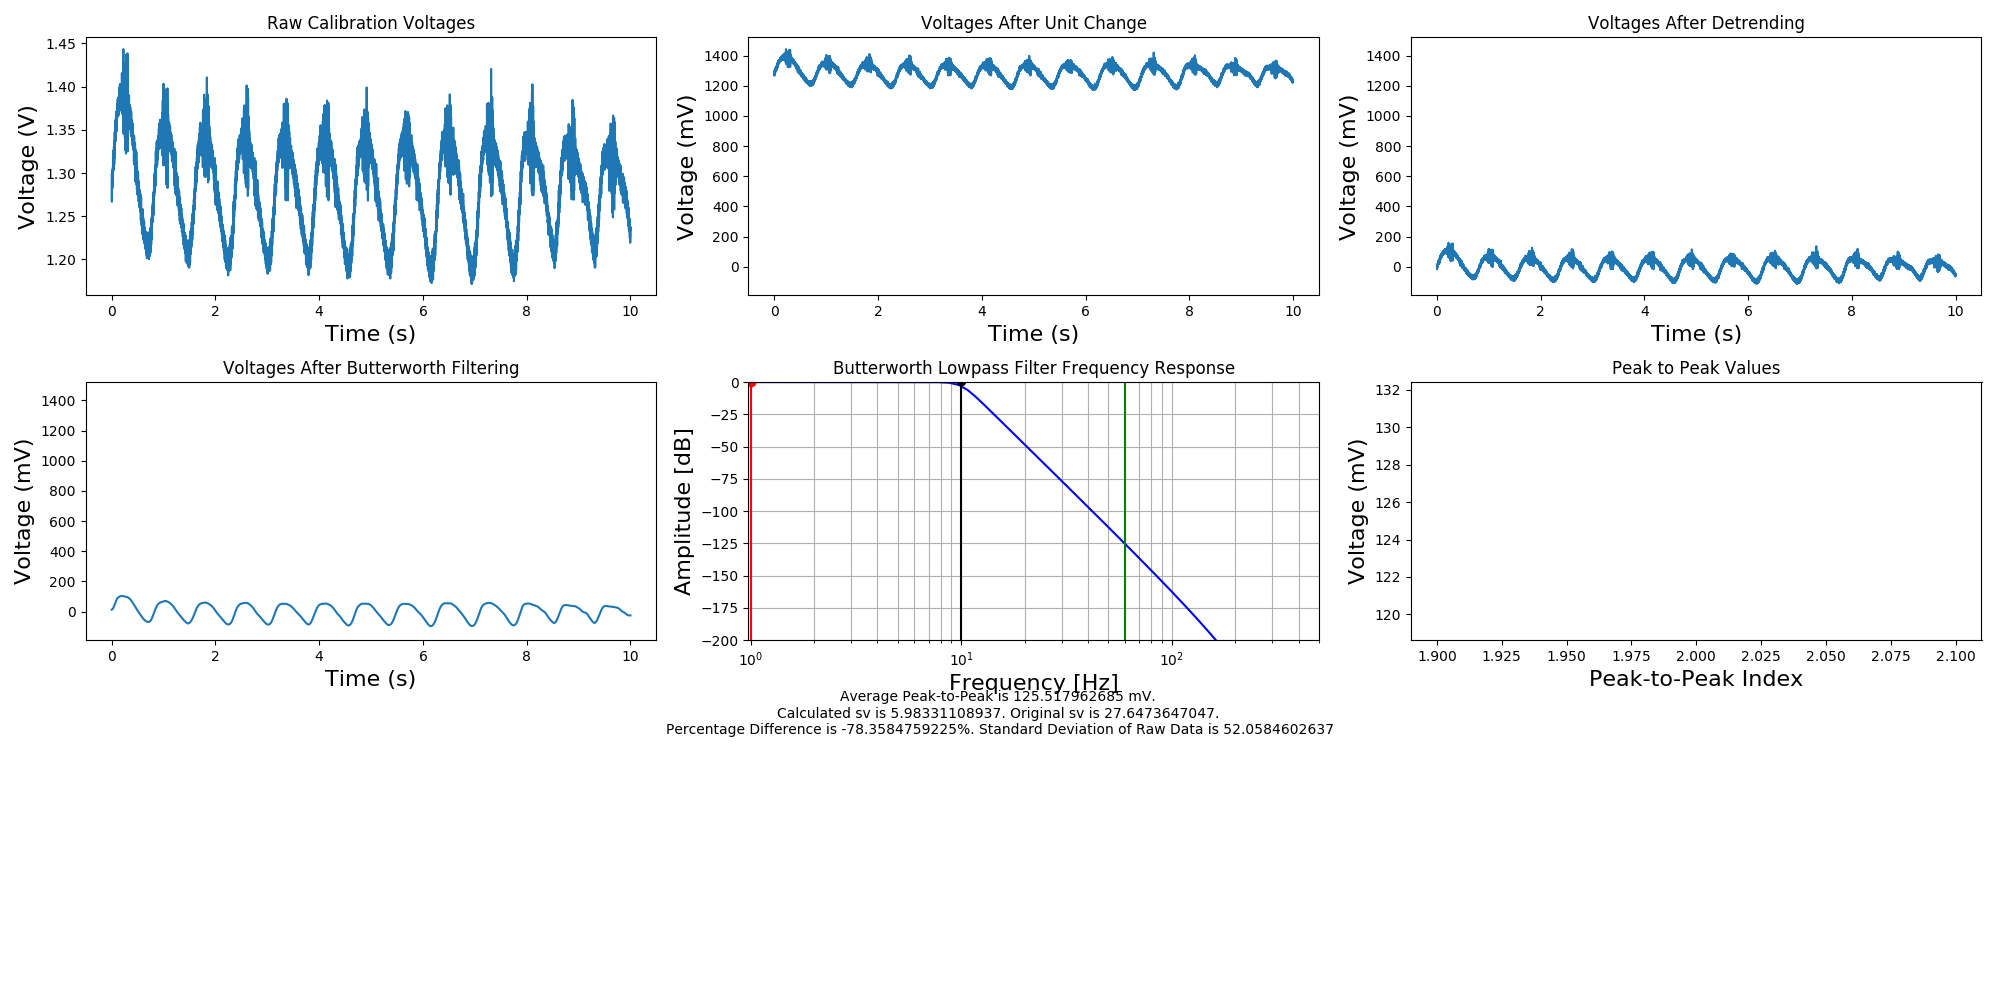 Raw Calibration Voltages
1.45
1.40
1.35
1.30
1.25
1.20
Voltage (V)
0 2 4 6 8 10
Time (s)
Voltages After Unit Change
1400
1200
1000
800
600
400
200
0
Voltage (mV)
0 2 4 6 8 10
Time (s)
Voltages After Detrending
1400
1200
1000
800
600
400
200
0
Voltage (mV)
0 2 4 6 8 10
Time (s)
Voltages After Butterworth Filtering
1400
1200
1000
800
600
400
200
0
Voltage (mV)
0 2 4 6 8 10
Time (s)
Butterworth Lowpass Filter Frequency Response
0
−25
−50
−75
−100
−125
−150
−175
−200
Amplitude [dB]
10⁰ 10¹ 10²
Frequency [Hz]
Peak to Peak Values
132
130
128
126
124
122
120
Voltage (mV)
1.900 1.925 1.950 1.975 2.000 2.025 2.050 2.075 2.100
Peak-to-Peak Index
Average Peak-to-Peak is 125.517962685 mV.
Calculated sv is 5.98331108937. Original sv is 27.6473647047.
Percentage Difference is -78.3584759225%. Standard Deviation of Raw Data is 52.0584602637